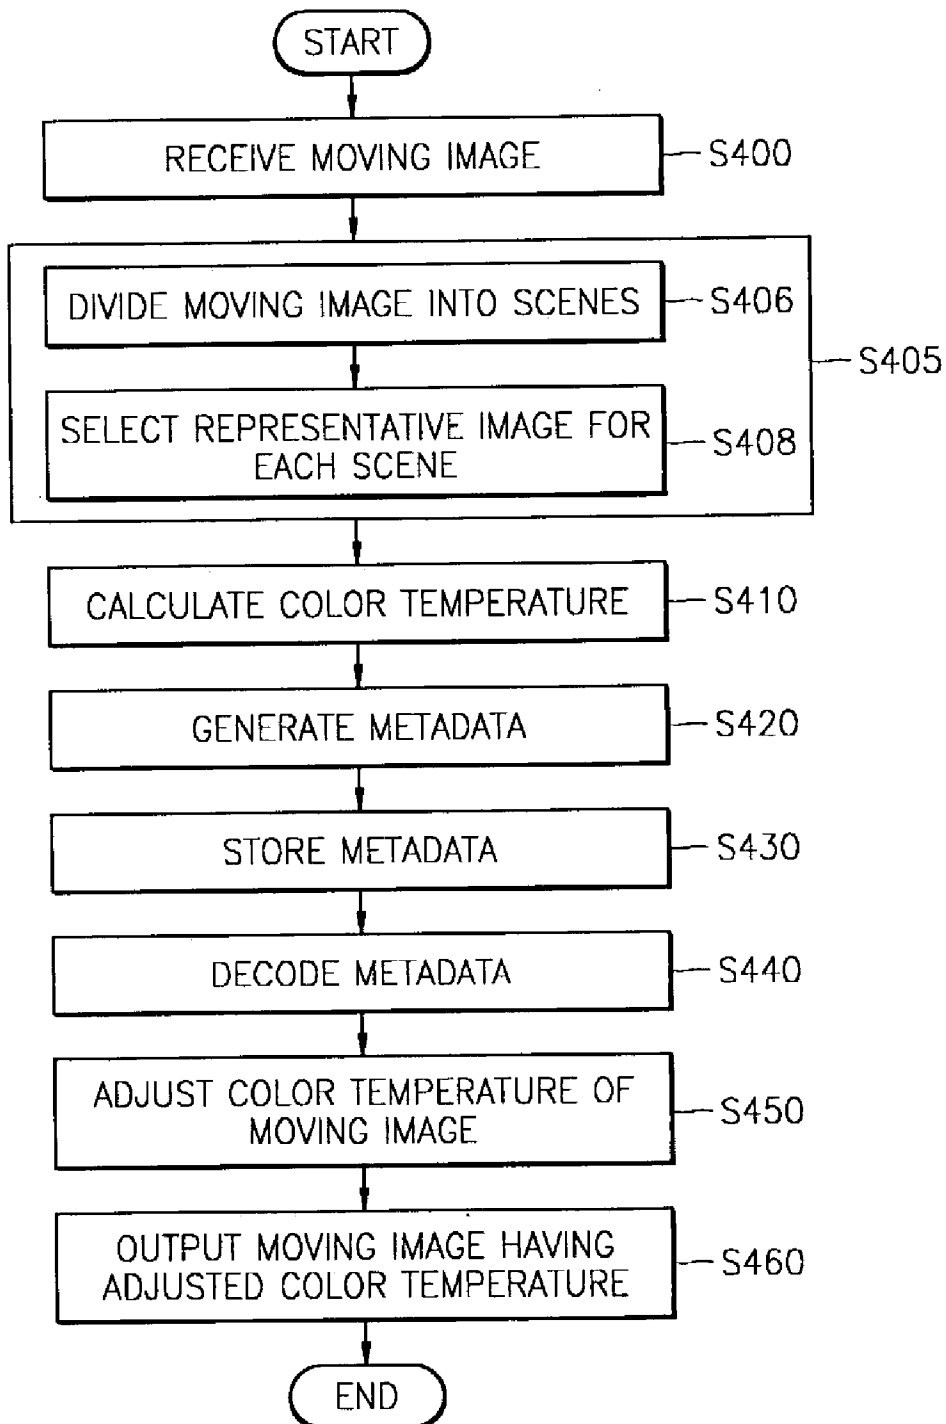 START
RECEIVE MOVING IMAGE
S400
DIVIDE MOVING IMAGE INTO SCENES
S406
S405
SELECT REPRESENTATIVE IMAGE FOR
EACH SCENE
S408
CALCULATE COLOR TEMPERATURE
S410
GENERATE METADATA
S420
STORE METADATA
S430
DECODE METADATA
S440
ADJUST COLOR TEMPERATURE OF
MOVING IMAGE
S450
OUTPUT MOVING IMAGE HAVING
ADJUSTED COLOR TEMPERATURE
S460
END